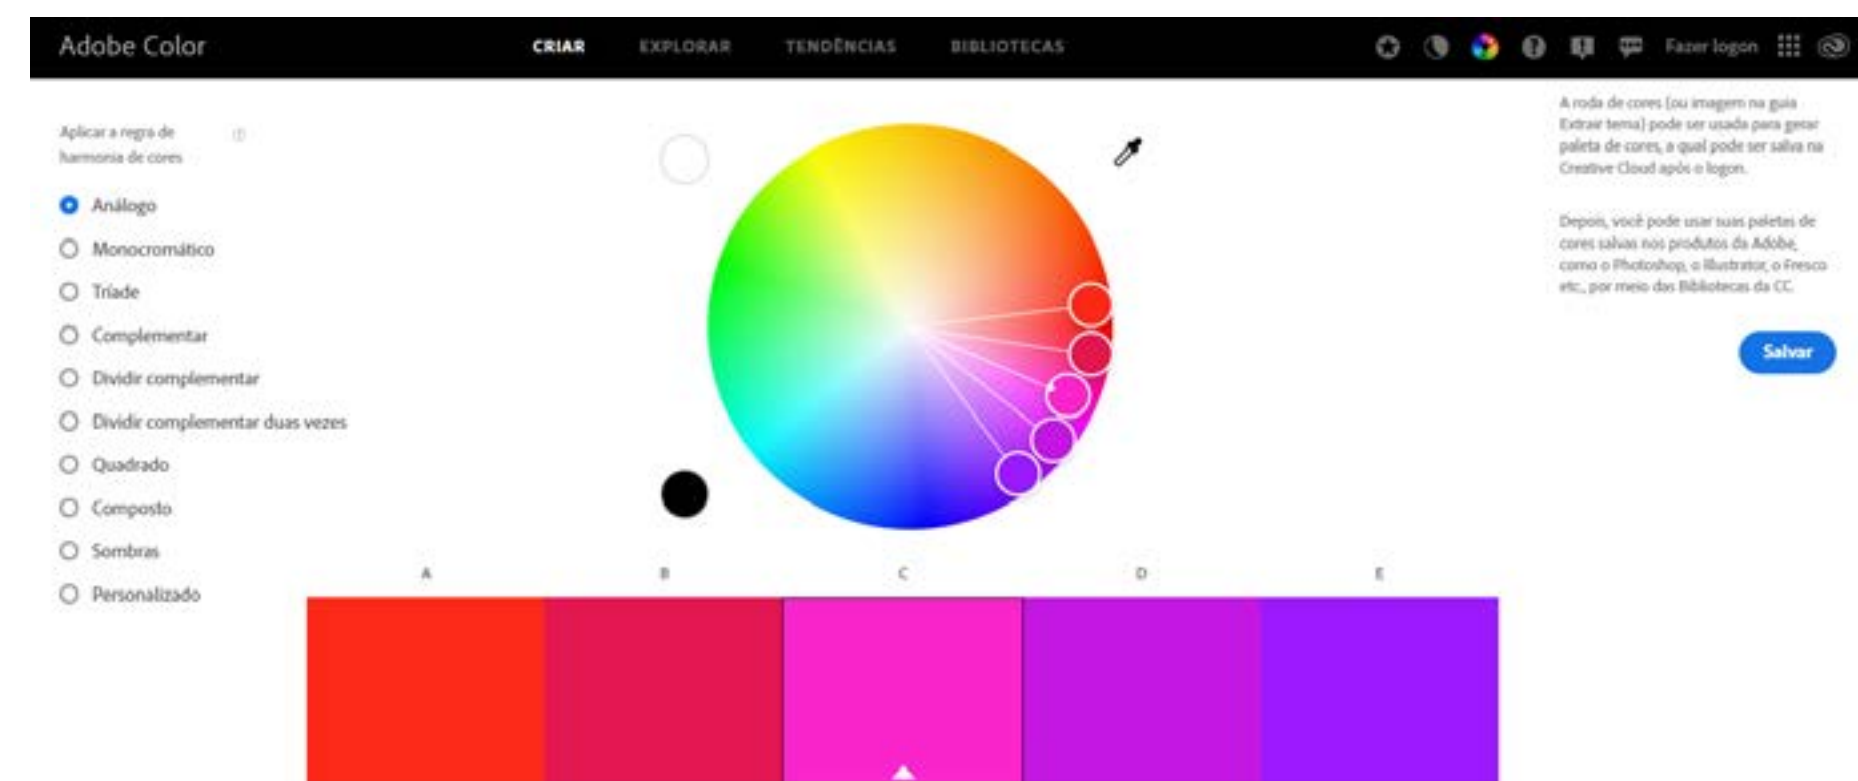 Adobe Color CRIAR EXPLORAR TENDÊNCIAS BIBLIOTECAS Fazer logon
Aplicar a regra de
harmonia de cores
Análogo
Monocromático
Tríade
Complementar
Dividir complementar
Dividir complementar duas vezes
Quadrado
Composto
Sombras
Personalizado
A roda de cores (ou imagem na guia
Extrair tema) pode ser usada para gerar
paleta de cores, a qual pode ser salva na
Creative Cloud após o logon.
Depois, você pode usar suas paletas de
cores salvas nos produtos da Adobe,
como o Photoshop, o Illustrator, o Fresco
etc., por meio das Bibliotecas da CC.
Salvar
A B C D E